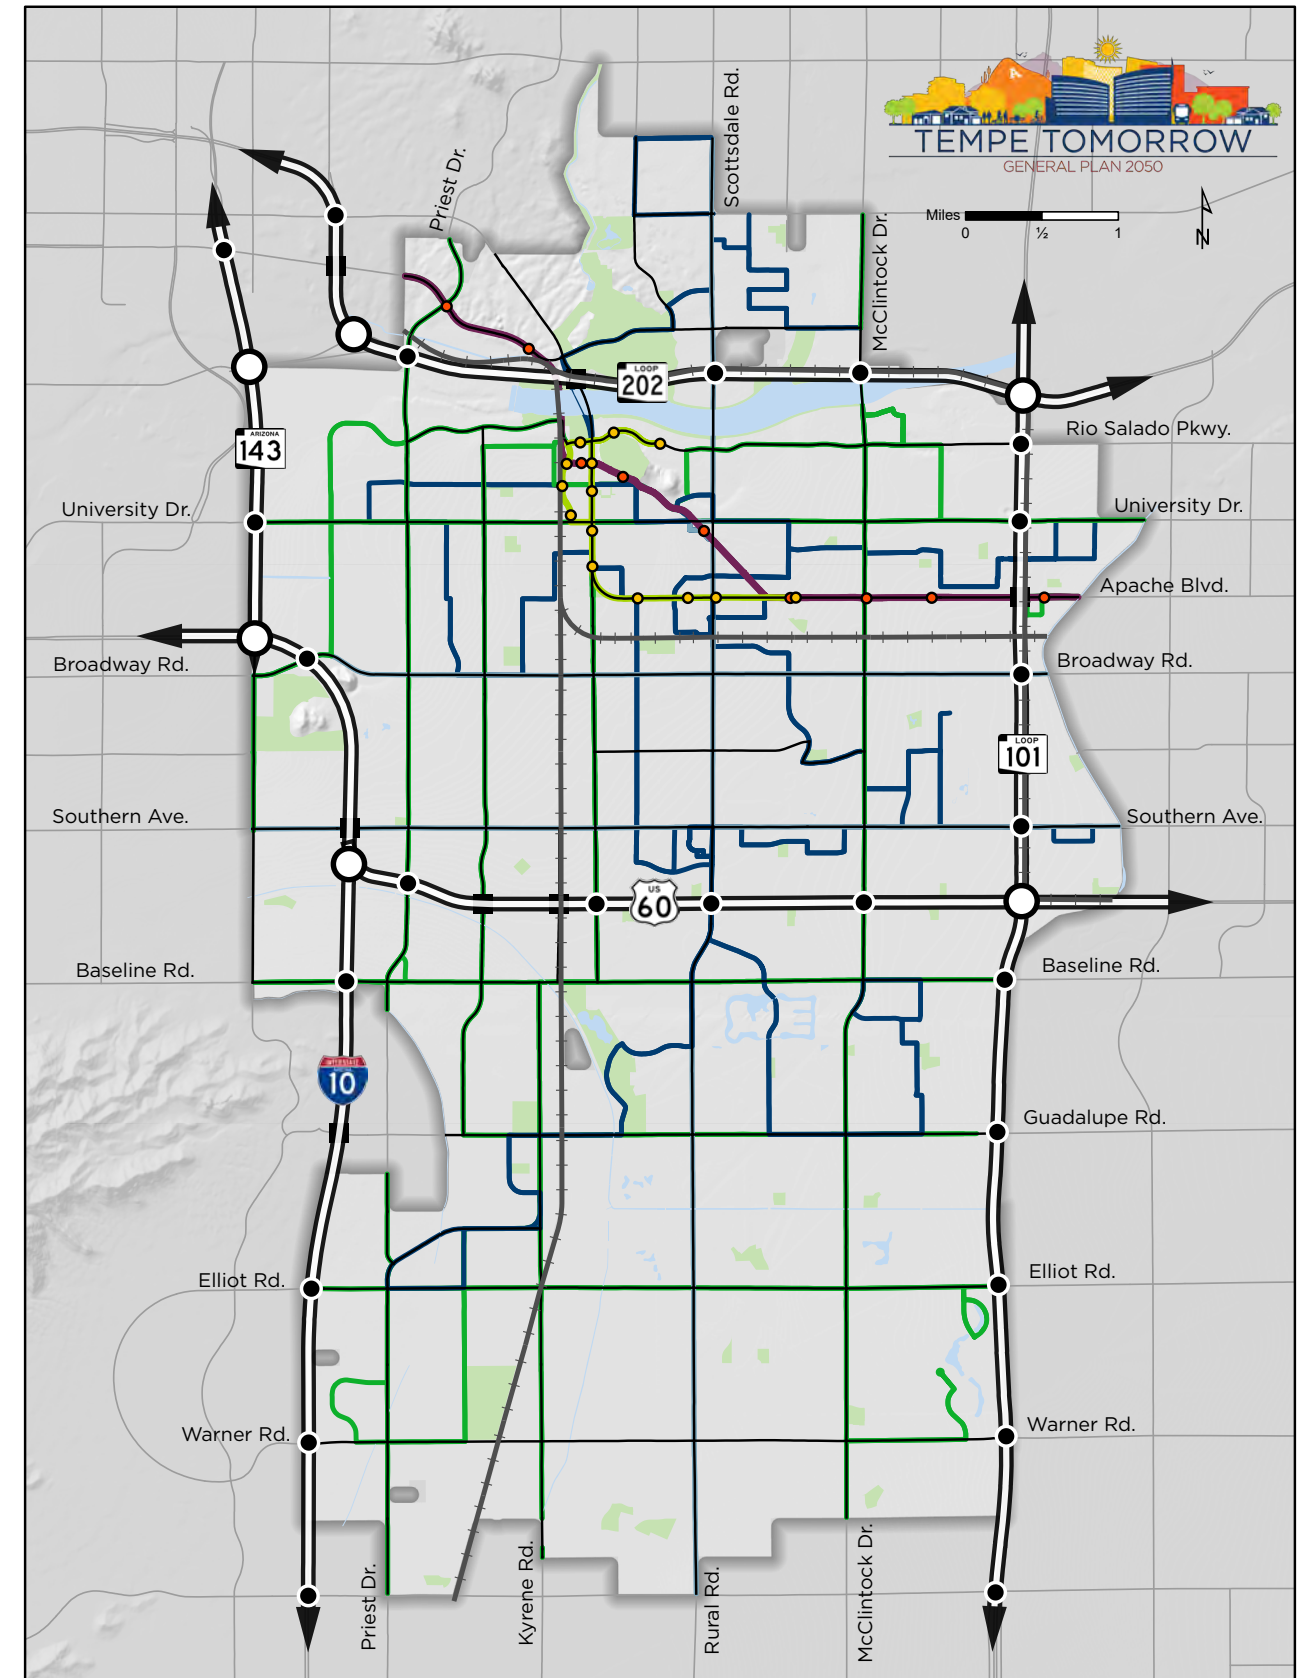 TEMPE TOMORROW
GENERAL PLAN 2050
Miles
0 ½ 1
N
A
Scottsdale Rd.
Priest Dr.
McClintock Dr.
LOOP
202
ARIZONA
143
Rio Salado Pkwy.
University Dr.
University Dr.
Apache Blvd.
Broadway Rd.
Broadway Rd.
LOOP
101
Southern Ave.
Southern Ave.
US
60
Baseline Rd.
Baseline Rd.
INTERSTATE
10
Guadalupe Rd.
Elliot Rd.
Elliot Rd.
Warner Rd.
Warner Rd.
Priest Dr.
Kyrene Rd.
Rural Rd.
McClintock Dr.